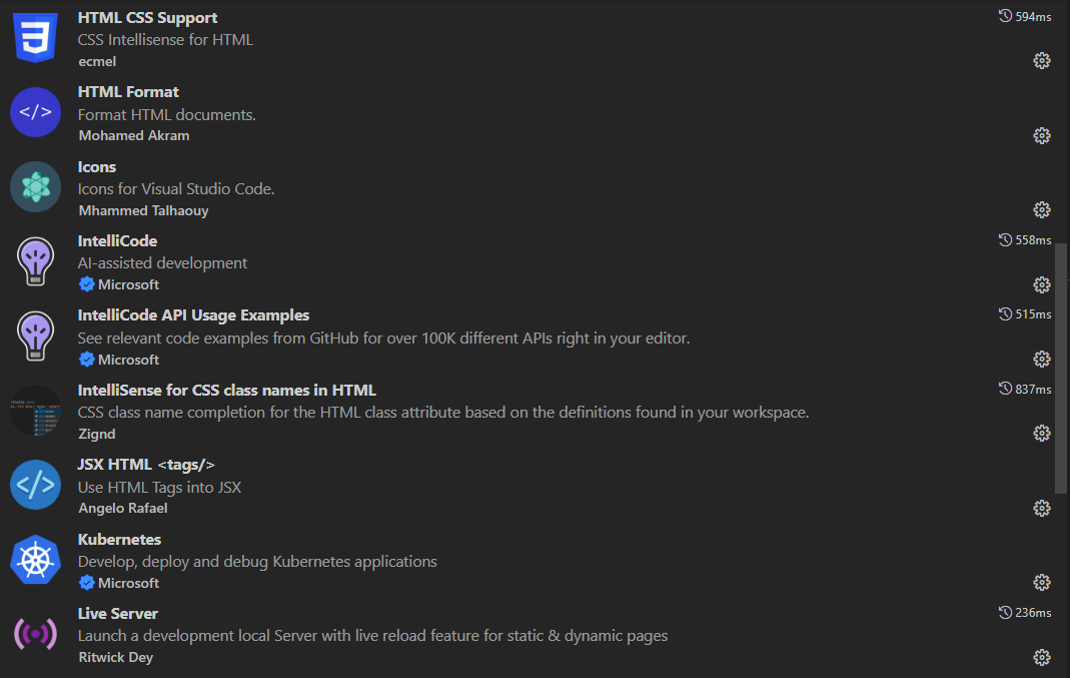 HTML CSS Support
594ms
CSS Intellisense for HTML
ecmel
</>
HTML Format
Format HTML documents.
Mohamed Akram
Icons
Icons for Visual Studio Code.
Mhammed Talhaouy
IntelliCode
558ms
AI-assisted development
Microsoft
IntelliCode API Usage Examples
515ms
See relevant code examples from GitHub for over 100K different APIs right in your editor.
Microsoft
IntelliSense for CSS class names in HTML
837ms
CSS class name completion for the HTML class attribute based on the definitions found in your workspace.
Zignd
</>
JSX HTML <tags/>
Use HTML Tags into JSX
Angelo Rafael
Kubernetes
Develop, deploy and debug Kubernetes applications
Microsoft
Live Server
236ms
Launch a development local Server with live reload feature for static & dynamic pages
Ritwick Dey